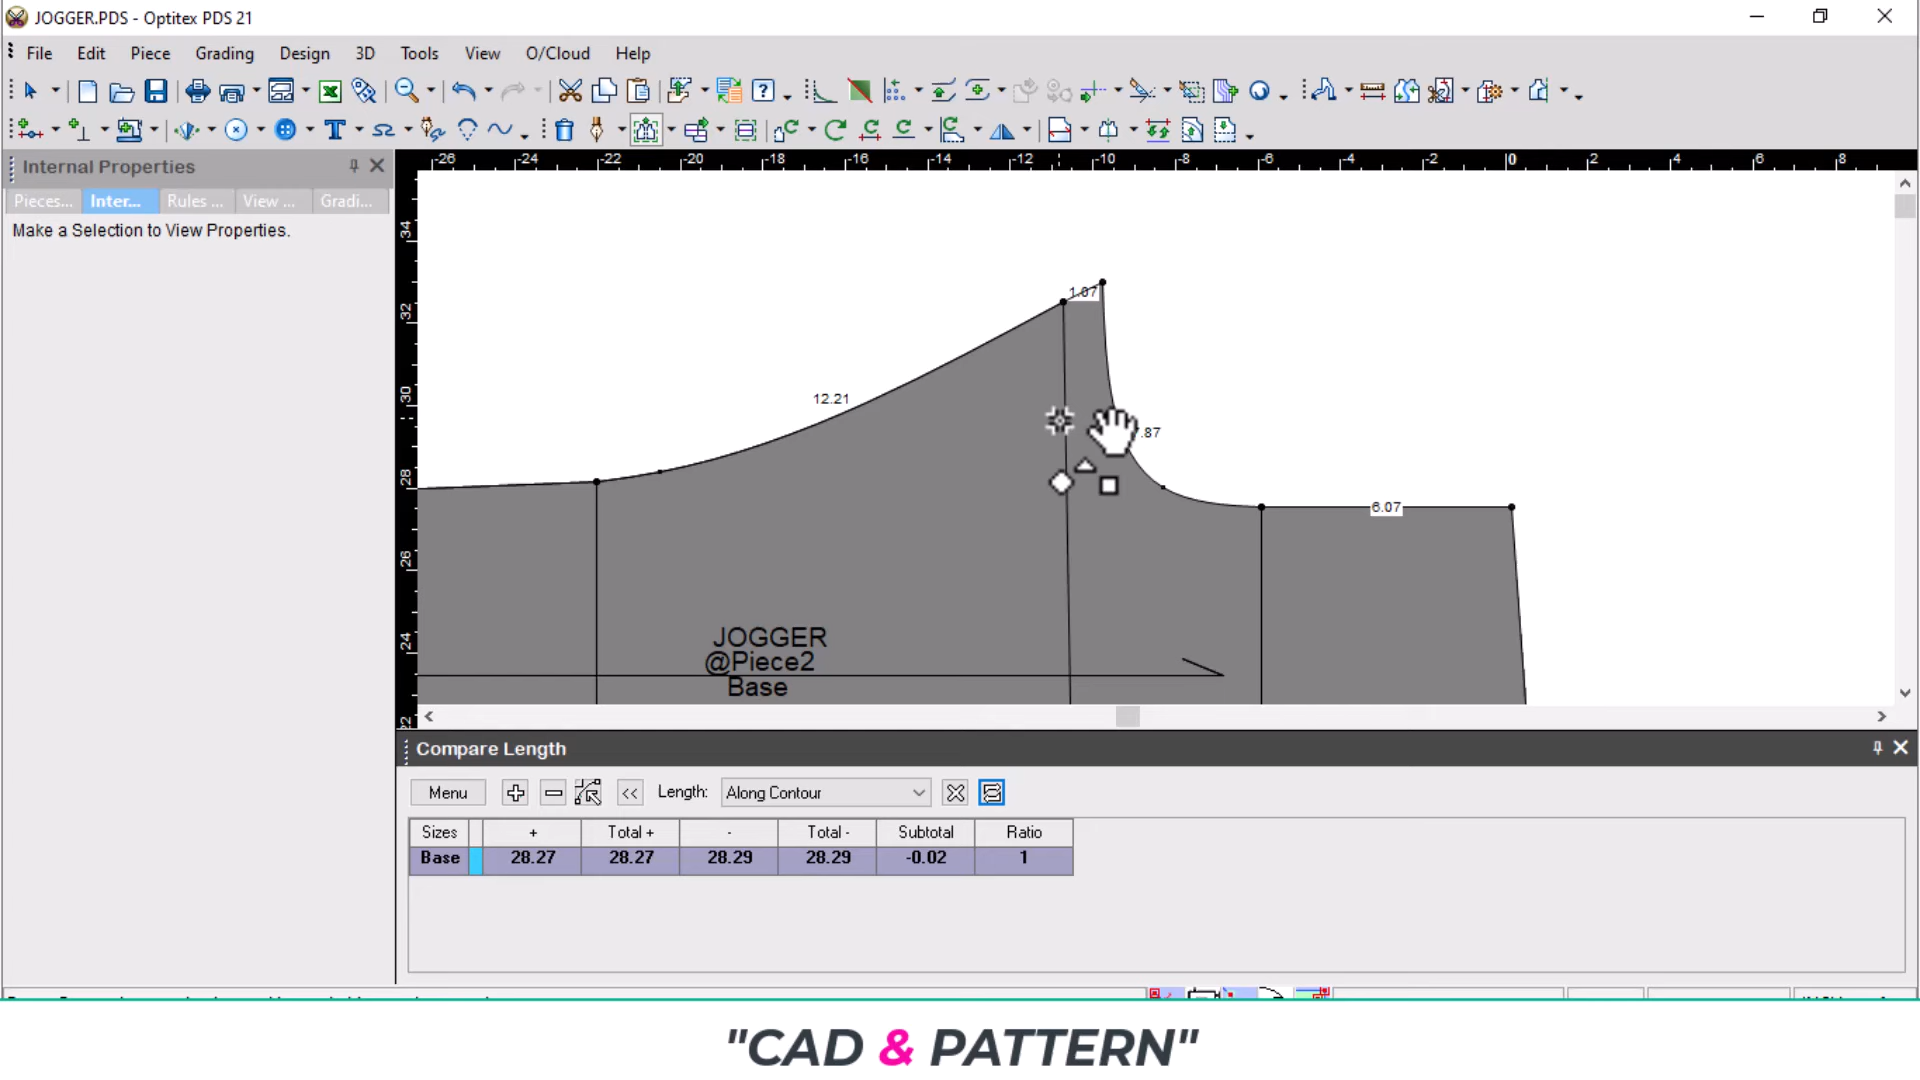 JOGGER.PDS - Optitex PDS 21
File Edit Piece Grading Design 3D Tools View O/Cloud Help
Internal Properties
Pieces... Inter... Rules ... View ... Gradi...
Make a Selection to View Properties.
-26 -24 -22 -20 -18 -16 -14 -12 -10 -8 -6 -4 -2 0 2 4 6 8
34
32
30
28
26
24
22
1.07
12.21
.87
6.07
JOGGER
@Piece2
Base
Compare Length
Menu << Length: Along Contour
Sizes + Total + - Total - Subtotal Ratio
Base 28.27 28.27 28.29 28.29 -0.02 1
"CAD & PATTERN"